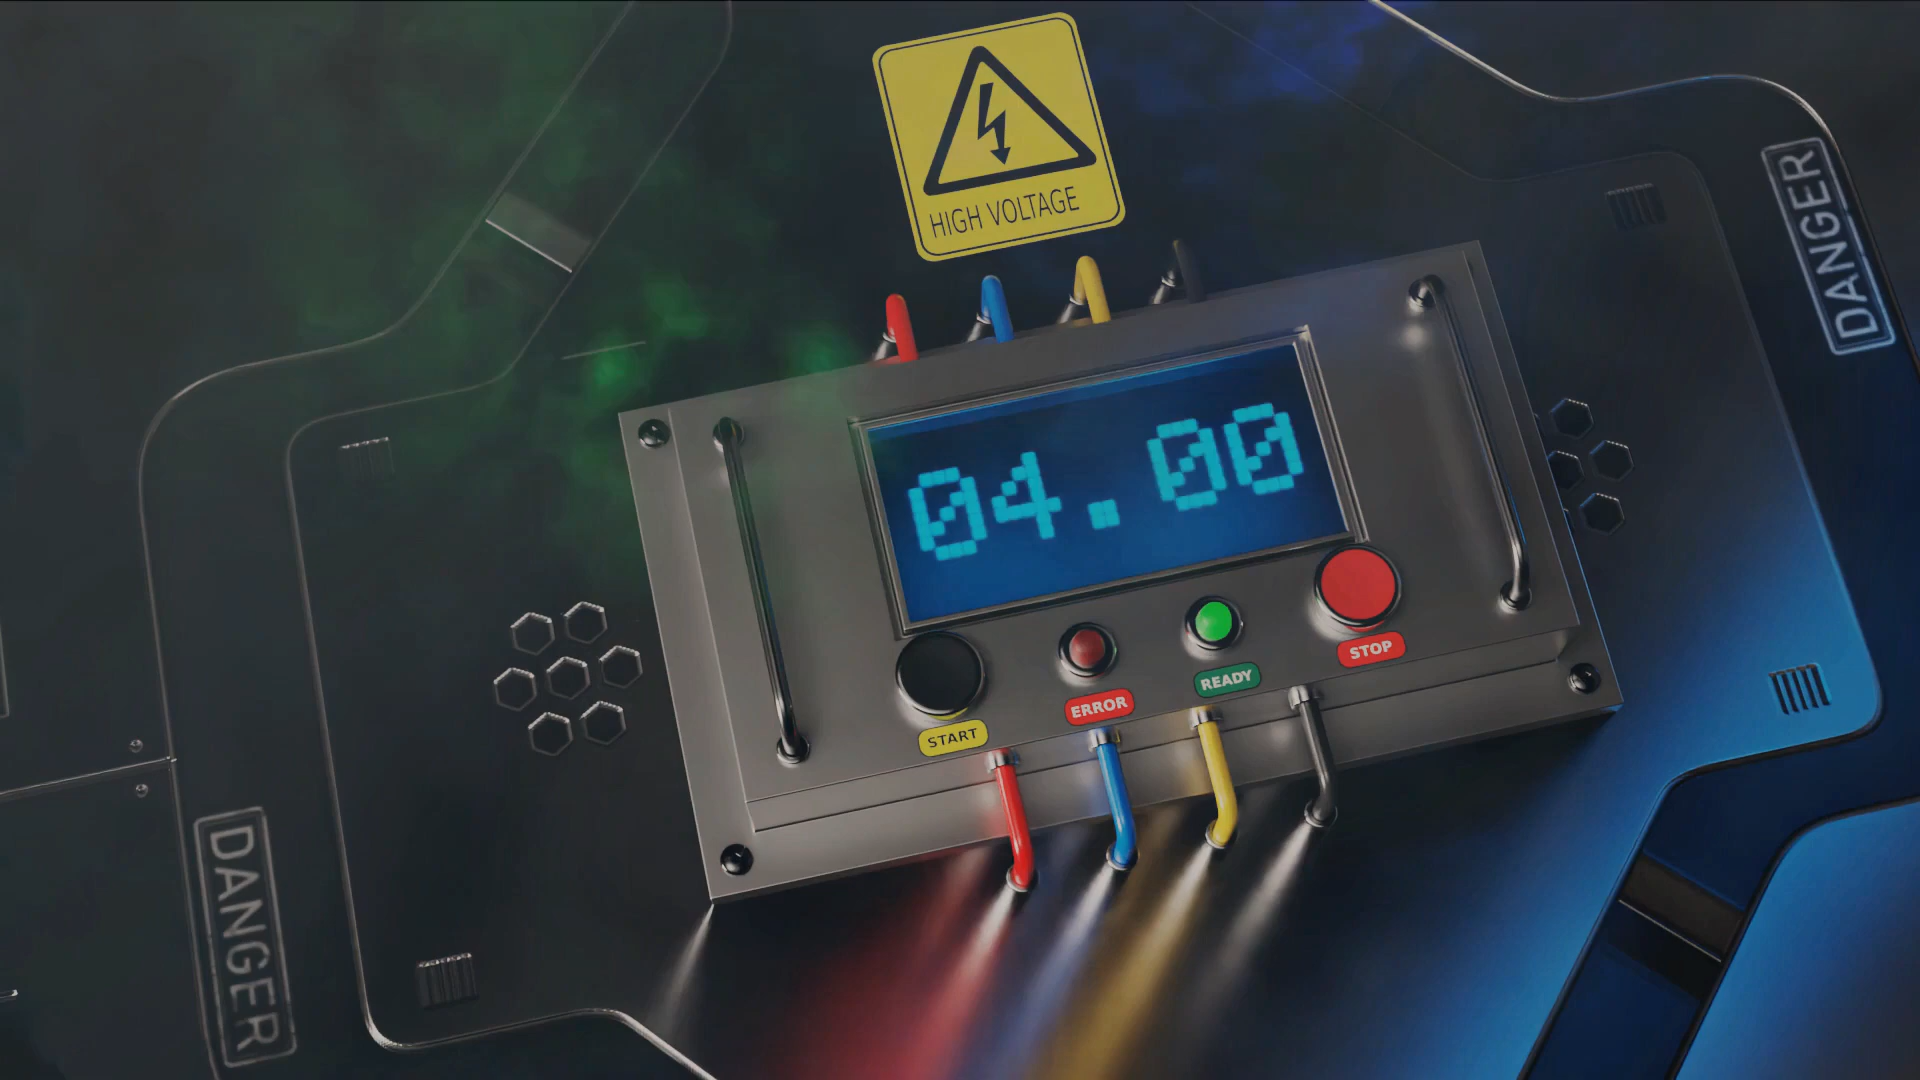 HIGH VOLTAGE
DANGER
04.00
START
ERROR
READY
STOP
DANGER